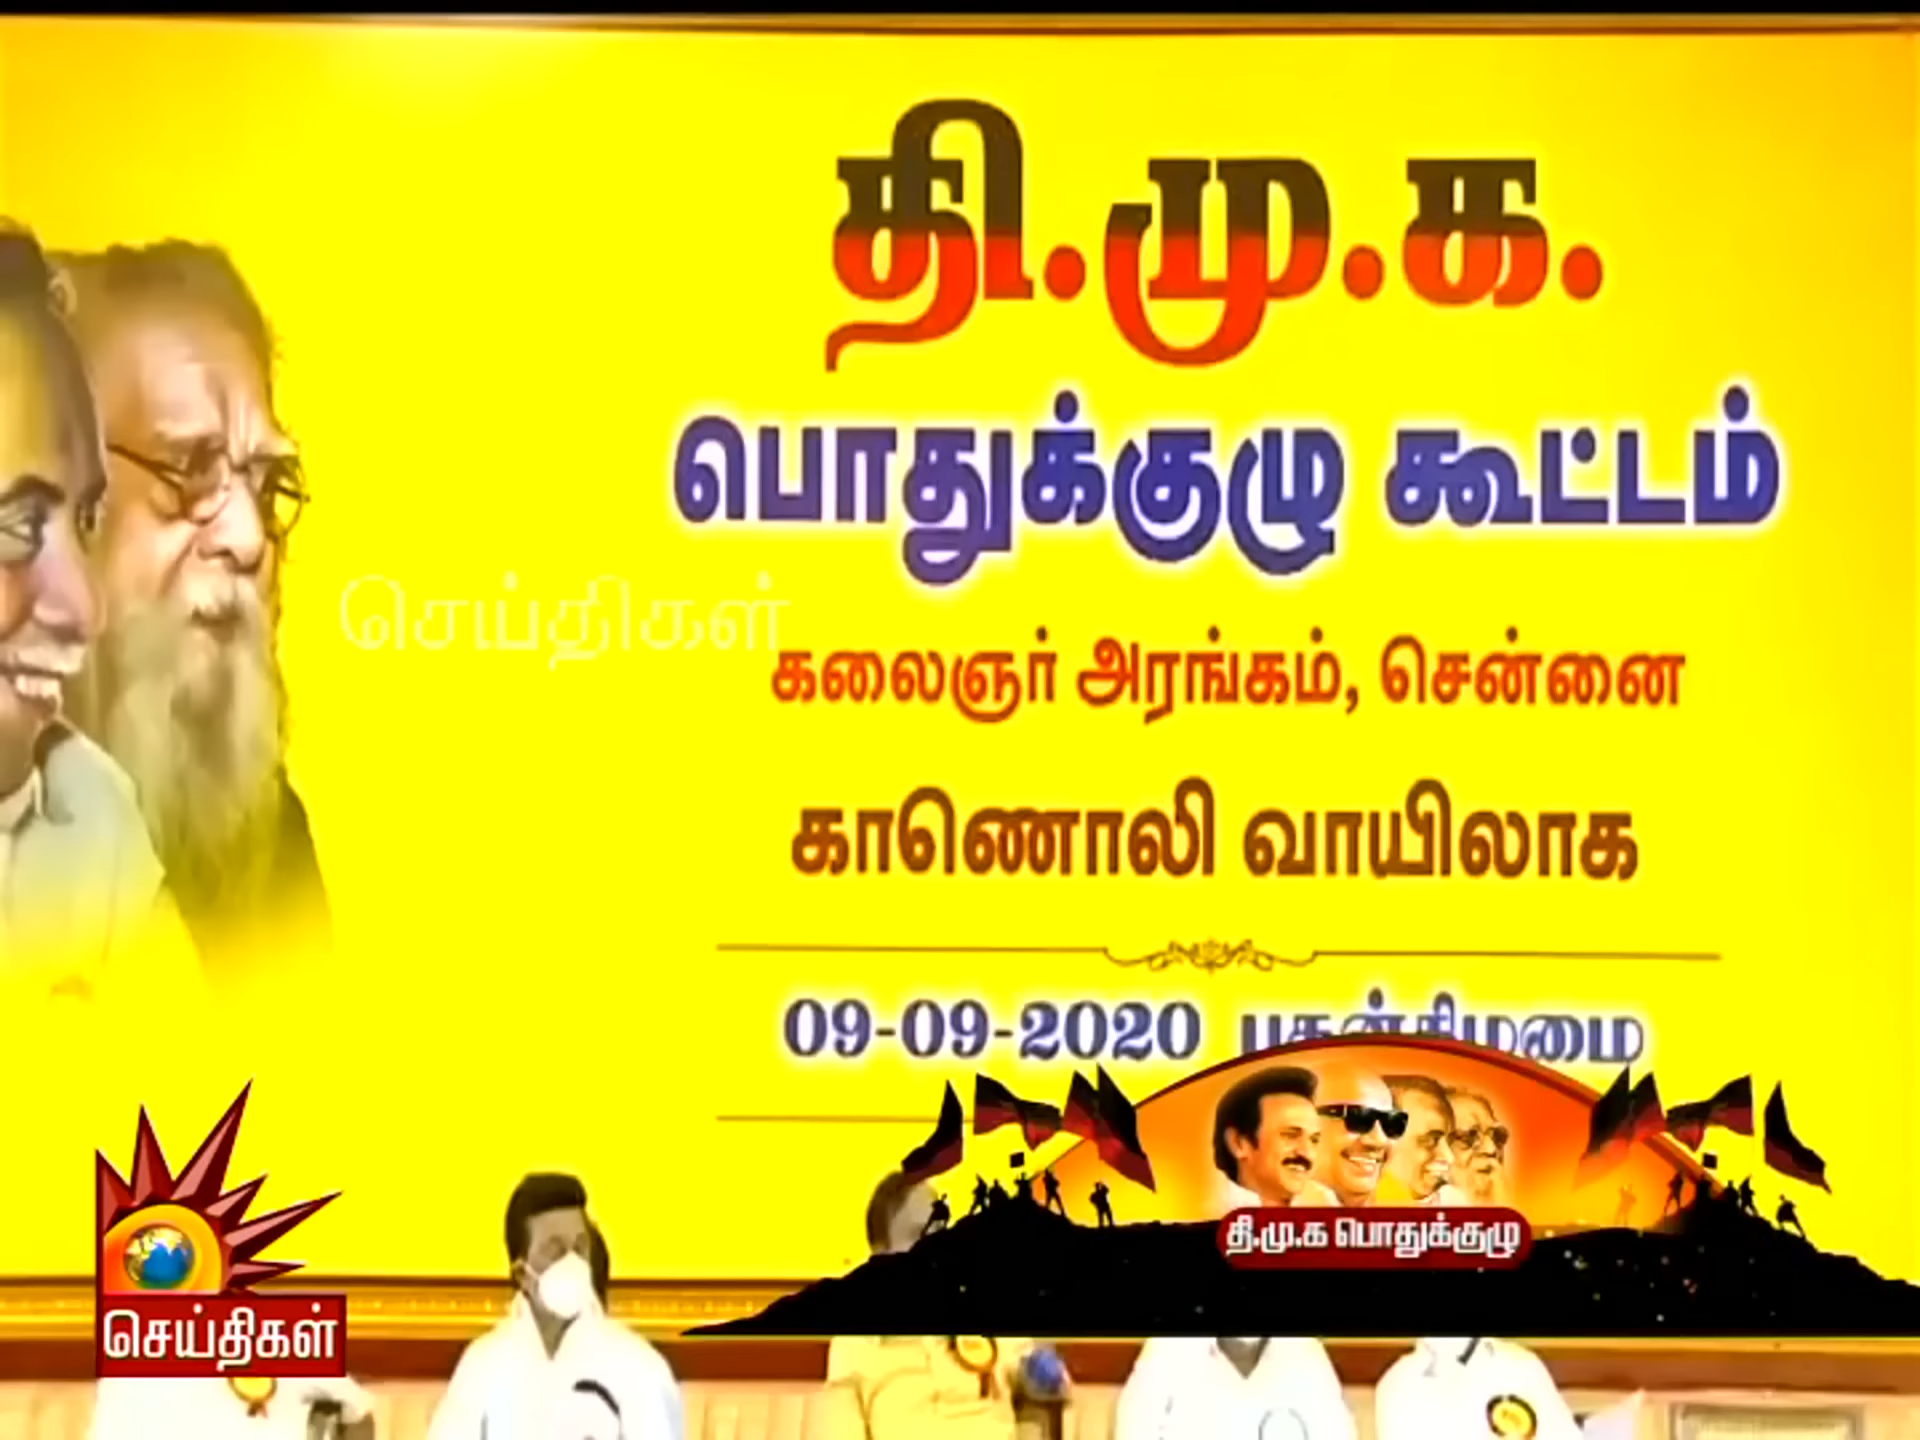 தி.மு.க.
பொதுக்குழு கூட்டம்
செய்திகள்
கலைஞர் அரங்கம், சென்னை
காணொலி வாயிலாக
09-09-2020
தி.மு.க பொதுக்குழு
செய்திகள்